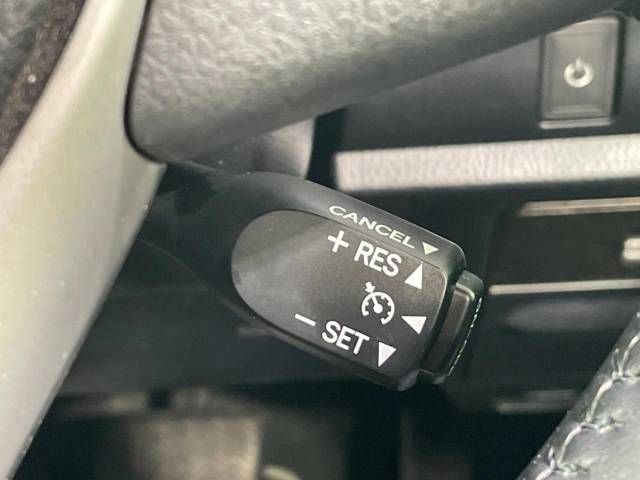 CANCEL ▼
+ RES ▲
◀
− SET ▼